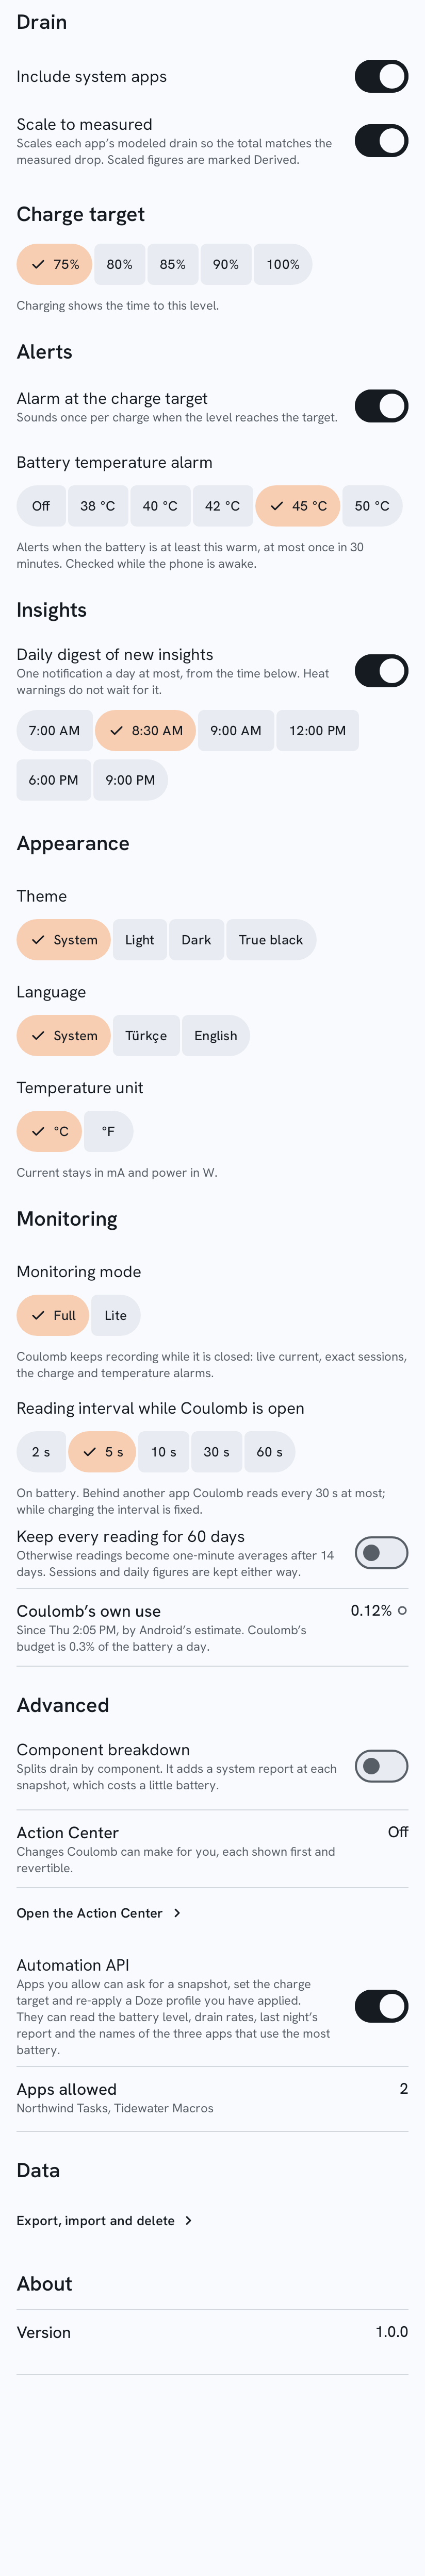 Drain
Include system apps
Scale to measured
Scales each app’s modeled drain so the total matches the
measured drop. Scaled figures are marked Derived.
Charge target
75%
80%
85%
90%
100%
Charging shows the time to this level.
Alerts
Alarm at the charge target
Sounds once per charge when the level reaches the target.
Battery temperature alarm
Off
38 °C
40 °C
42 °C
45 °C
50 °C
Alerts when the battery is at least this warm, at most once in 30
minutes. Checked while the phone is awake.
Insights
Daily digest of new insights
One notification a day at most, from the time below. Heat
warnings do not wait for it.
7:00 AM
8:30 AM
9:00 AM
12:00 PM
6:00 PM
9:00 PM
Appearance
Theme
System
Light
Dark
True black
Language
System
Türkçe
English
Temperature unit
°C
°F
Current stays in mA and power in W.
Monitoring
Monitoring mode
Full
Lite
Coulomb keeps recording while it is closed: live current, exact sessions,
the charge and temperature alarms.
Reading interval while Coulomb is open
2 s
5 s
10 s
30 s
60 s
On battery. Behind another app Coulomb reads every 30 s at most;
while charging the interval is fixed.
Keep every reading for 60 days
Otherwise readings become one-minute averages after 14
days. Sessions and daily figures are kept either way.
Coulomb’s own use
0.12%
Since Thu 2:05 PM, by Android’s estimate. Coulomb’s
budget is 0.3% of the battery a day.
Advanced
Component breakdown
Splits drain by component. It adds a system report at each
snapshot, which costs a little battery.
Action Center
Off
Changes Coulomb can make for you, each shown first and
revertible.
Open the Action Center
Automation API
Apps you allow can ask for a snapshot, set the charge
target and re-apply a Doze profile you have applied.
They can read the battery level, drain rates, last night’s
report and the names of the three apps that use the most
battery.
Apps allowed
2
Northwind Tasks, Tidewater Macros
Data
Export, import and delete
About
Version
1.0.0